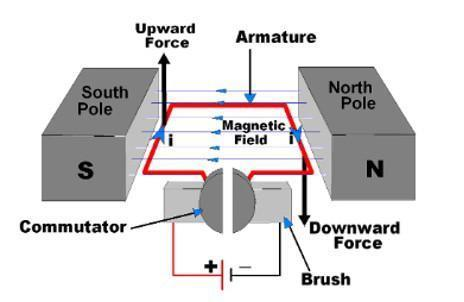 Upward
Force
Armature
South
Pole
North
Pole
Magnetic
Field
i
i
S
N
Commutator
Downward
Force
+
−
Brush